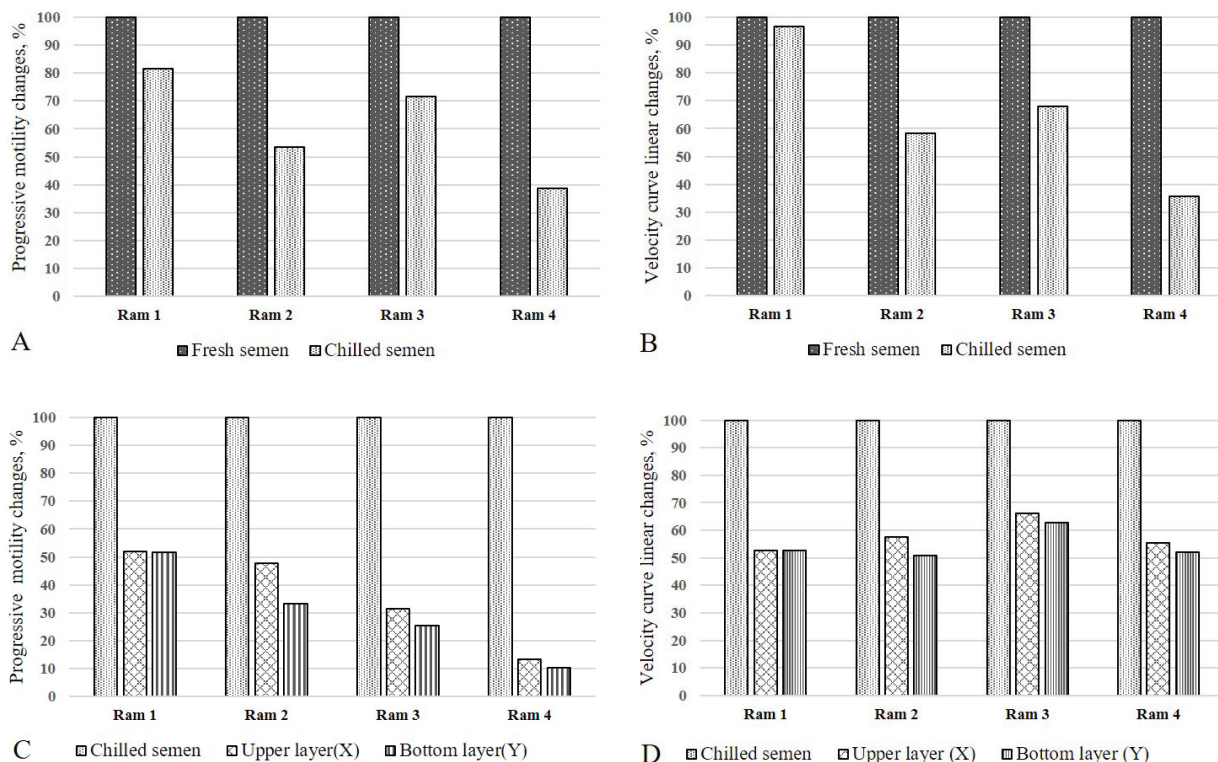 Progressive motility changes, %
100
90
80
70
60
50
40
30
20
10
0
Ram 1 Ram 2 Ram 3 Ram 4
A
Fresh semen Chilled semen
Velocity curve linear changes, %
100
90
80
70
60
50
40
30
20
10
0
Ram 1 Ram 2 Ram 3 Ram 4
B
Fresh semen Chilled semen
Progressive motility changes, %
100
90
80
70
60
50
40
30
20
10
0
Ram 1 Ram 2 Ram 3 Ram 4
C
Chilled semen Upper layer(X) Bottom layer(Y)
Velocity curve linear changes, %
100
90
80
70
60
50
40
30
20
10
0
Ram 1 Ram 2 Ram 3 Ram 4
D
Chilled semen Upper layer (X) Bottom layer (Y)